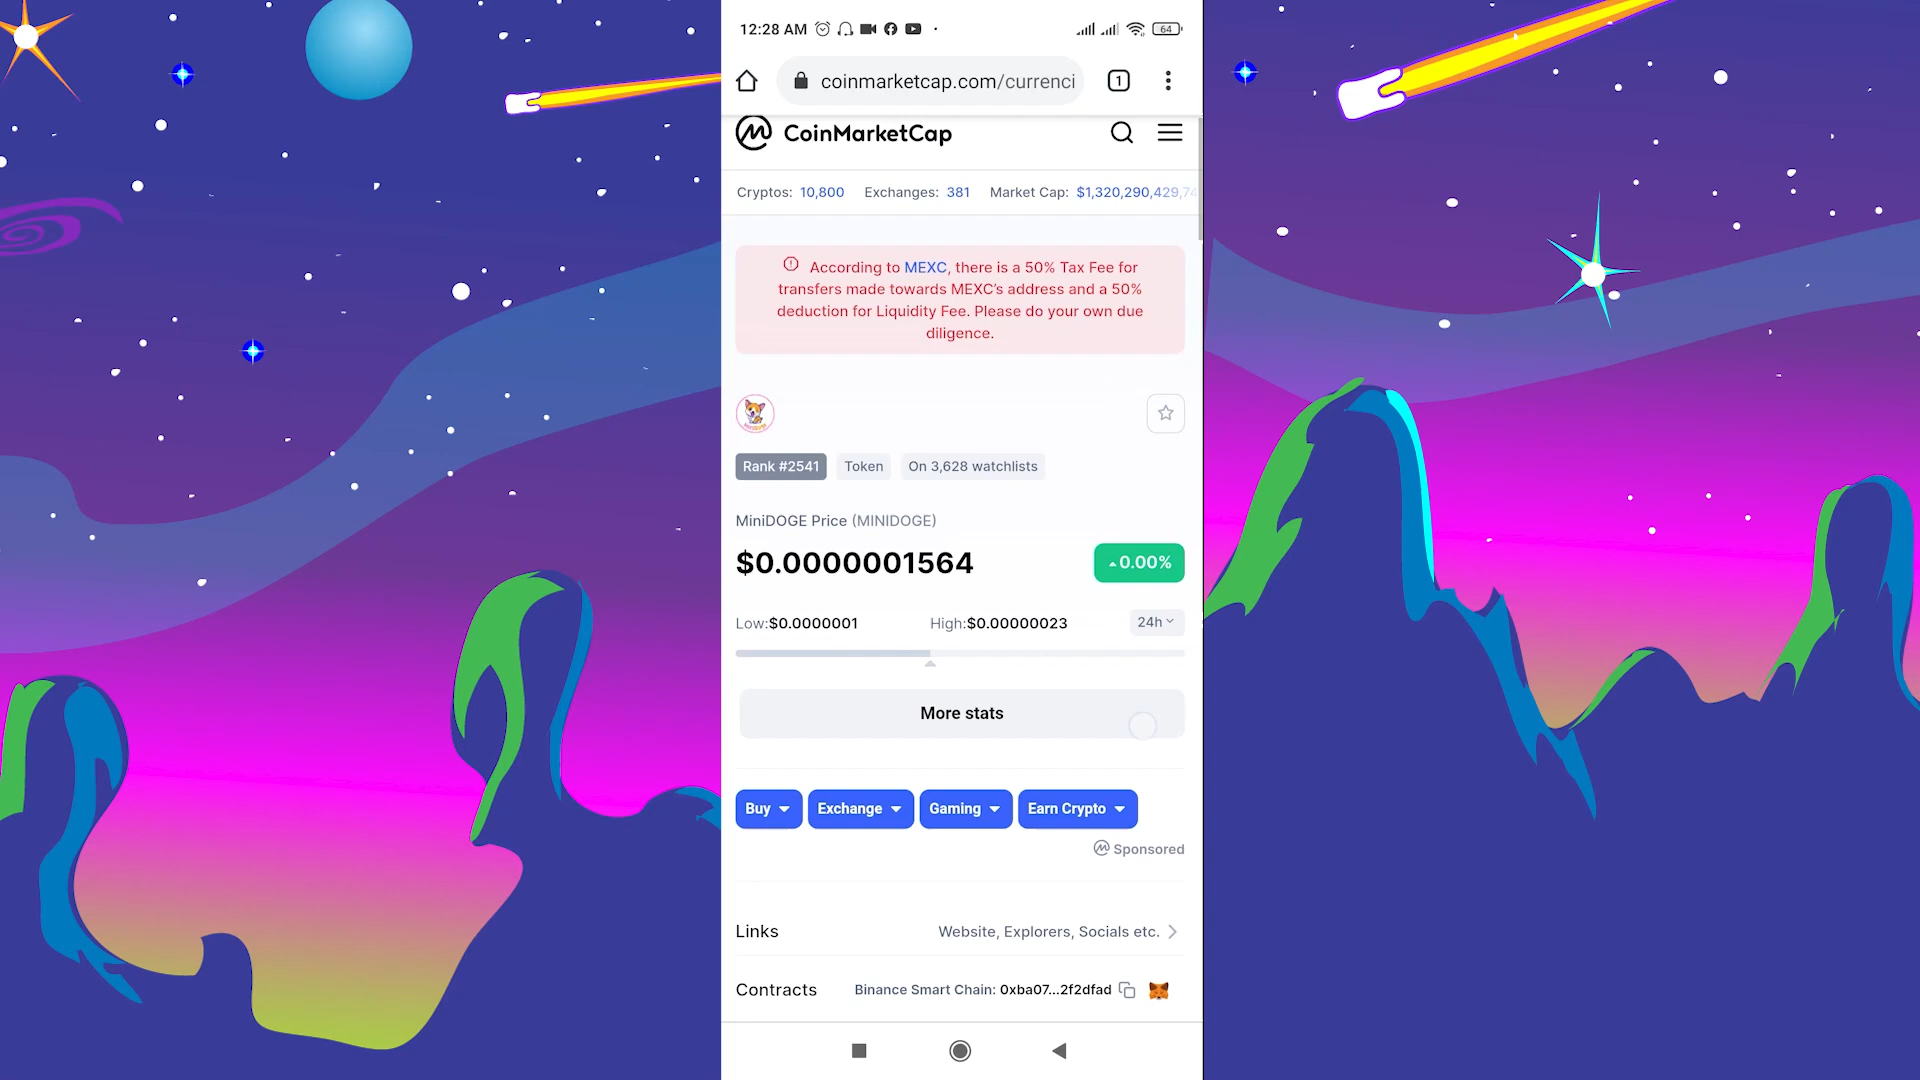 12:28 AM
64
coinmarketcap.com/currenci
1
CoinMarketCap
Cryptos: 10,800 Exchanges: 381 Market Cap: $1,320,290,429,74
According to MEXC, there is a 50% Tax Fee for
transfers made towards MEXC's address and a 50%
deduction for Liquidity Fee. Please do your own due
diligence.
Rank #2541 Token On 3,628 watchlists
MiniDOGE Price (MINIDOGE)
$0.0000001564 0.00%
Low:$0.0000001 High:$0.00000023 24h
More stats
Buy Exchange Gaming Earn Crypto
Sponsored
Links Website, Explorers, Socials etc.
Contracts Binance Smart Chain: 0xba07...2f2dfad